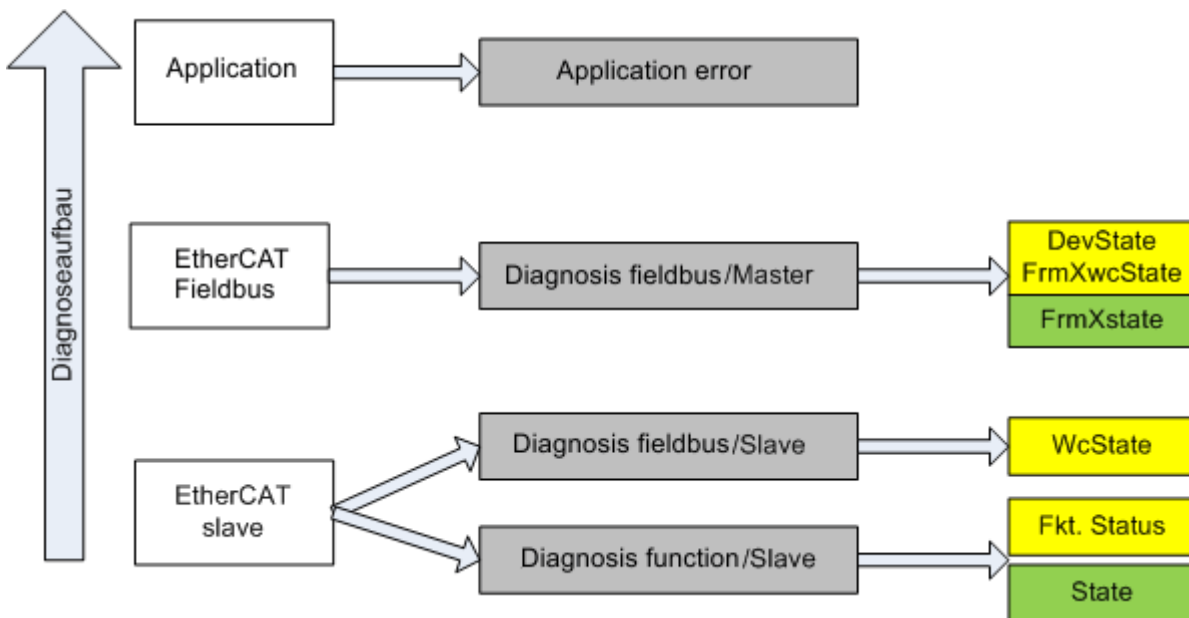 Diagnoseaufbau
Application
Application error
EtherCAT
Fieldbus
Diagnosis fieldbus/Master
DevState
FrmXwcState
FrmXstate
EtherCAT
slave
Diagnosis fieldbus/Slave
WcState
Diagnosis function/Slave
Fkt. Status
State